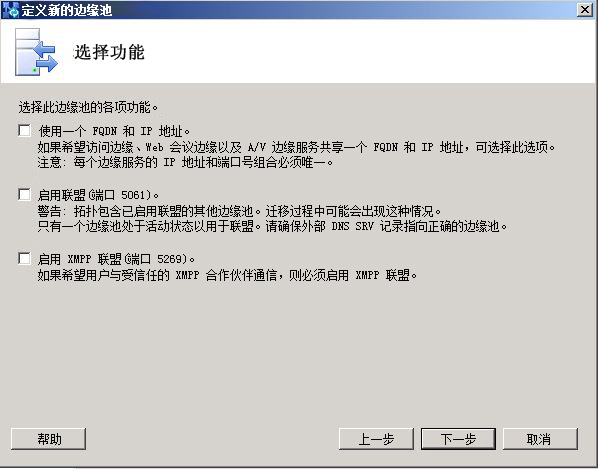 定义新的边缘池
选择功能
选择此边缘池的各项功能。
使用一个 FQDN 和 IP 地址。
如果希望访问边缘、Web 会议边缘以及 A/V 边缘服务共享一个 FQDN 和 IP 地址，可选择此选项。
注意: 每个边缘服务的 IP 地址和端口号组合必须唯一。
启用联盟(端口 5061)。
警告: 拓扑包含已启用联盟的其他边缘池。迁移过程中可能会出现这种情况。
只有一个边缘池处于活动状态以用于联盟。请确保外部 DNS SRV 记录指向正确的边缘池。
启用 XMPP 联盟(端口 5269)。
如果希望用户与受信任的 XMPP 合作伙伴通信，则必须启用 XMPP 联盟。
帮助 上一步 下一步 取消